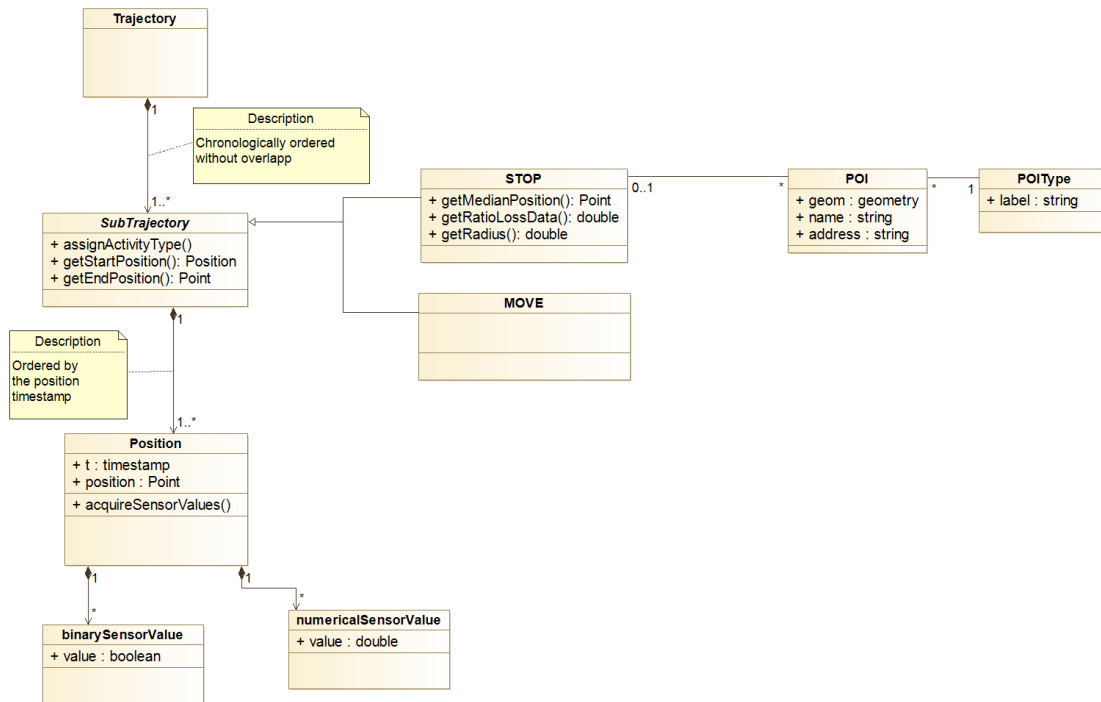 Trajectory
1
Description
Chronologically ordered
without overlapp
1..*
SubTrajectory
+ assignActivityType()
+ getStartPosition(): Position
+ getEndPosition(): Point
STOP
+ getMedianPosition(): Point
+ getRatioLossData(): double
+ getRadius(): double
0..1
*
POI
+ geom : geometry
+ name : string
+ address : string
*
1
POIType
+ label : string
MOVE
1
Description
Ordered by
the position
timestamp
1..*
Position
+ t : timestamp
+ position : Point
+ acquireSensorValues()
1
1
*
*
binarySensorValue
+ value : boolean
numericalSensorValue
+ value : double